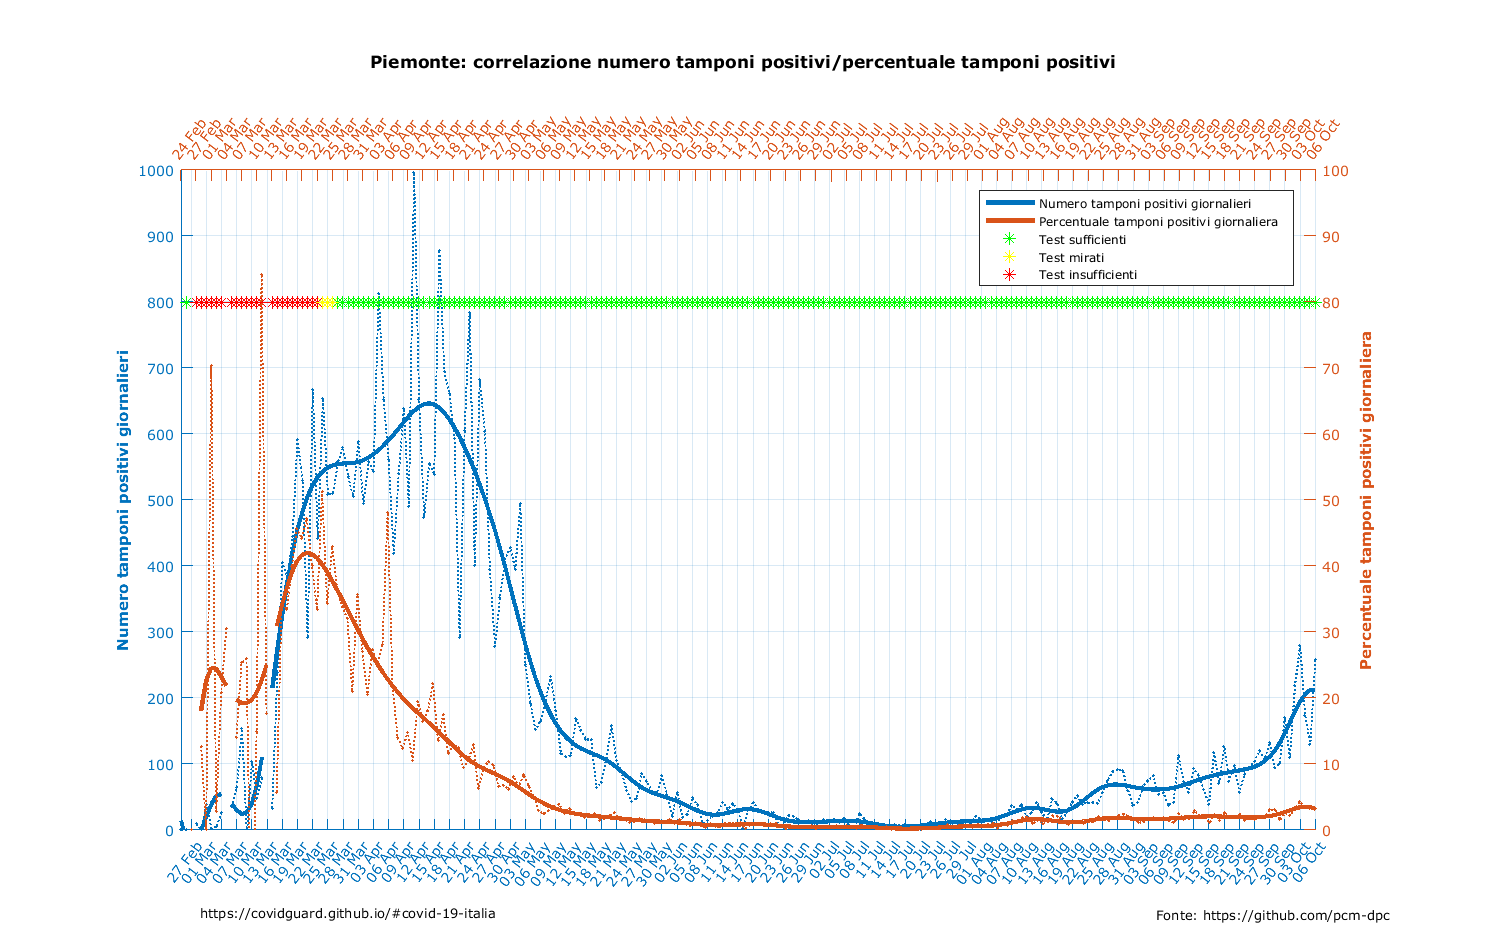 Piemonte: correlazione numero tamponi positivi/percentuale tamponi positivi
24 Feb
27 Feb
01 Mar
04 Mar
07 Mar
10 Mar
13 Mar
16 Mar
19 Mar
22 Mar
25 Mar
28 Mar
31 Mar
03 Apr
06 Apr
09 Apr
12 Apr
15 Apr
18 Apr
21 Apr
24 Apr
27 Apr
30 Apr
03 May
06 May
09 May
12 May
15 May
18 May
21 May
24 May
27 May
30 May
02 Jun
05 Jun
08 Jun
11 Jun
14 Jun
17 Jun
20 Jun
23 Jun
26 Jun
29 Jun
02 Jul
05 Jul
08 Jul
11 Jul
14 Jul
17 Jul
20 Jul
23 Jul
26 Jul
29 Jul
01 Aug
04 Aug
07 Aug
10 Aug
13 Aug
16 Aug
19 Aug
22 Aug
25 Aug
28 Aug
31 Aug
03 Sep
06 Sep
09 Sep
12 Sep
15 Sep
18 Sep
21 Sep
24 Sep
27 Sep
30 Sep
03 Oct
06 Oct
1000
900
800
700
600
500
400
300
200
100
0
Numero tamponi positivi giornalieri
Numero tamponi positivi giornalieri
Percentuale tamponi positivi giornaliera
Test sufficienti
Test mirati
Test insufficienti
100
90
80
70
60
50
40
30
20
10
0
Percentuale tamponi positivi giornaliera
27 Feb
01 Mar
04 Mar
07 Mar
10 Mar
13 Mar
16 Mar
19 Mar
22 Mar
25 Mar
28 Mar
31 Mar
03 Apr
06 Apr
09 Apr
12 Apr
15 Apr
18 Apr
21 Apr
24 Apr
27 Apr
30 Apr
03 May
06 May
09 May
12 May
15 May
18 May
21 May
24 May
27 May
30 May
02 Jun
05 Jun
08 Jun
11 Jun
14 Jun
17 Jun
20 Jun
23 Jun
26 Jun
29 Jun
02 Jul
05 Jul
08 Jul
11 Jul
14 Jul
17 Jul
20 Jul
23 Jul
26 Jul
29 Jul
01 Aug
04 Aug
07 Aug
10 Aug
13 Aug
16 Aug
19 Aug
22 Aug
25 Aug
28 Aug
31 Aug
03 Sep
06 Sep
09 Sep
12 Sep
15 Sep
18 Sep
21 Sep
24 Sep
27 Sep
30 Sep
03 Oct
06 Oct
https://covidguard.github.io/#covid-19-italia
Fonte: https://github.com/pcm-dpc